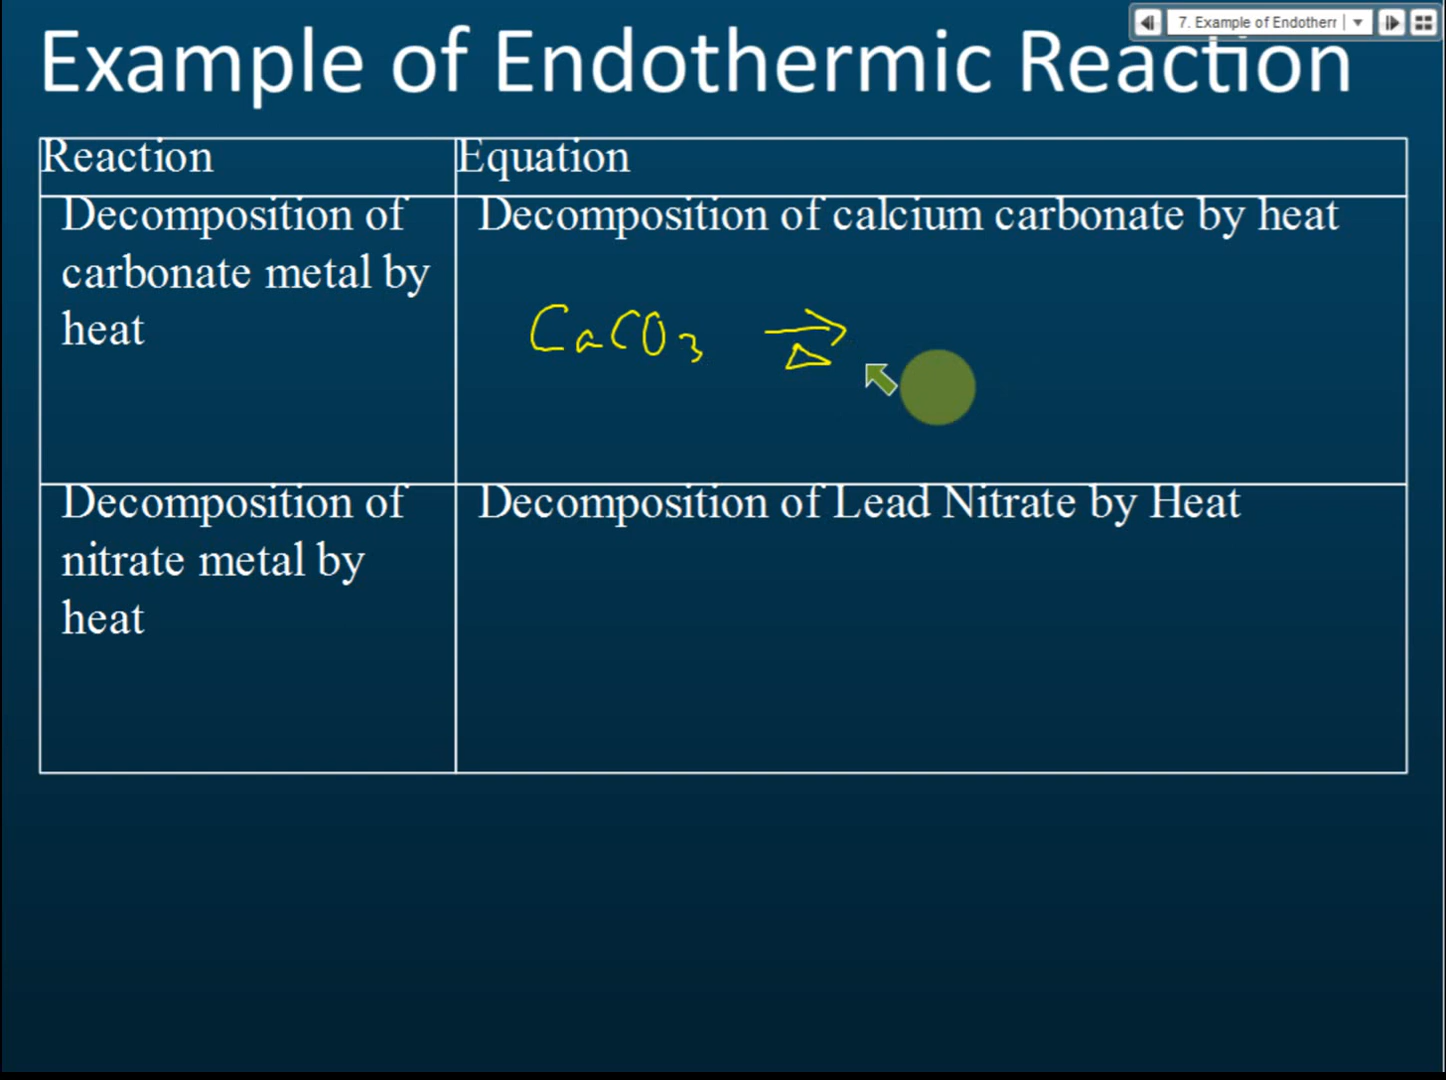 7. Example of Endotherr
Example of Endothermic Reaction
Reaction
Equation
Decomposition of
carbonate metal by
heat
Decomposition of calcium carbonate by heat
CaCO₃ → Δ
Decomposition of
nitrate metal by
heat
Decomposition of Lead Nitrate by Heat